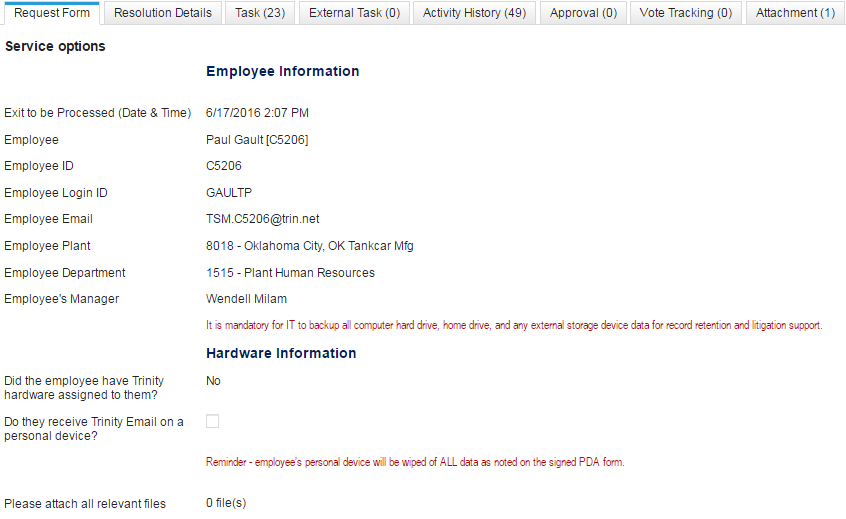 Request Form Resolution Details Task (23) External Task (0) Activity History (49) Approval (0) Vote Tracking (0) Attachment (1)
Service options
Employee Information
Exit to be Processed (Date & Time) 6/17/2016 2:07 PM
Employee Paul Gault [C5206]
Employee ID C5206
Employee Login ID GAULTP
Employee Email TSM.C5206@trin.net
Employee Plant 8018 - Oklahoma City, OK Tankcar Mfg
Employee Department 1515 - Plant Human Resources
Employee's Manager Wendell Milam
It is mandatory for IT to backup all computer hard drive, home drive, and any external storage device data for record retention and litigation support.
Hardware Information
Did the employee have Trinity No
hardware assigned to them?
Do they receive Trinity Email on a
personal device?
Reminder - employee's personal device will be wiped of ALL data as noted on the signed PDA form.
Please attach all relevant files 0 file(s)